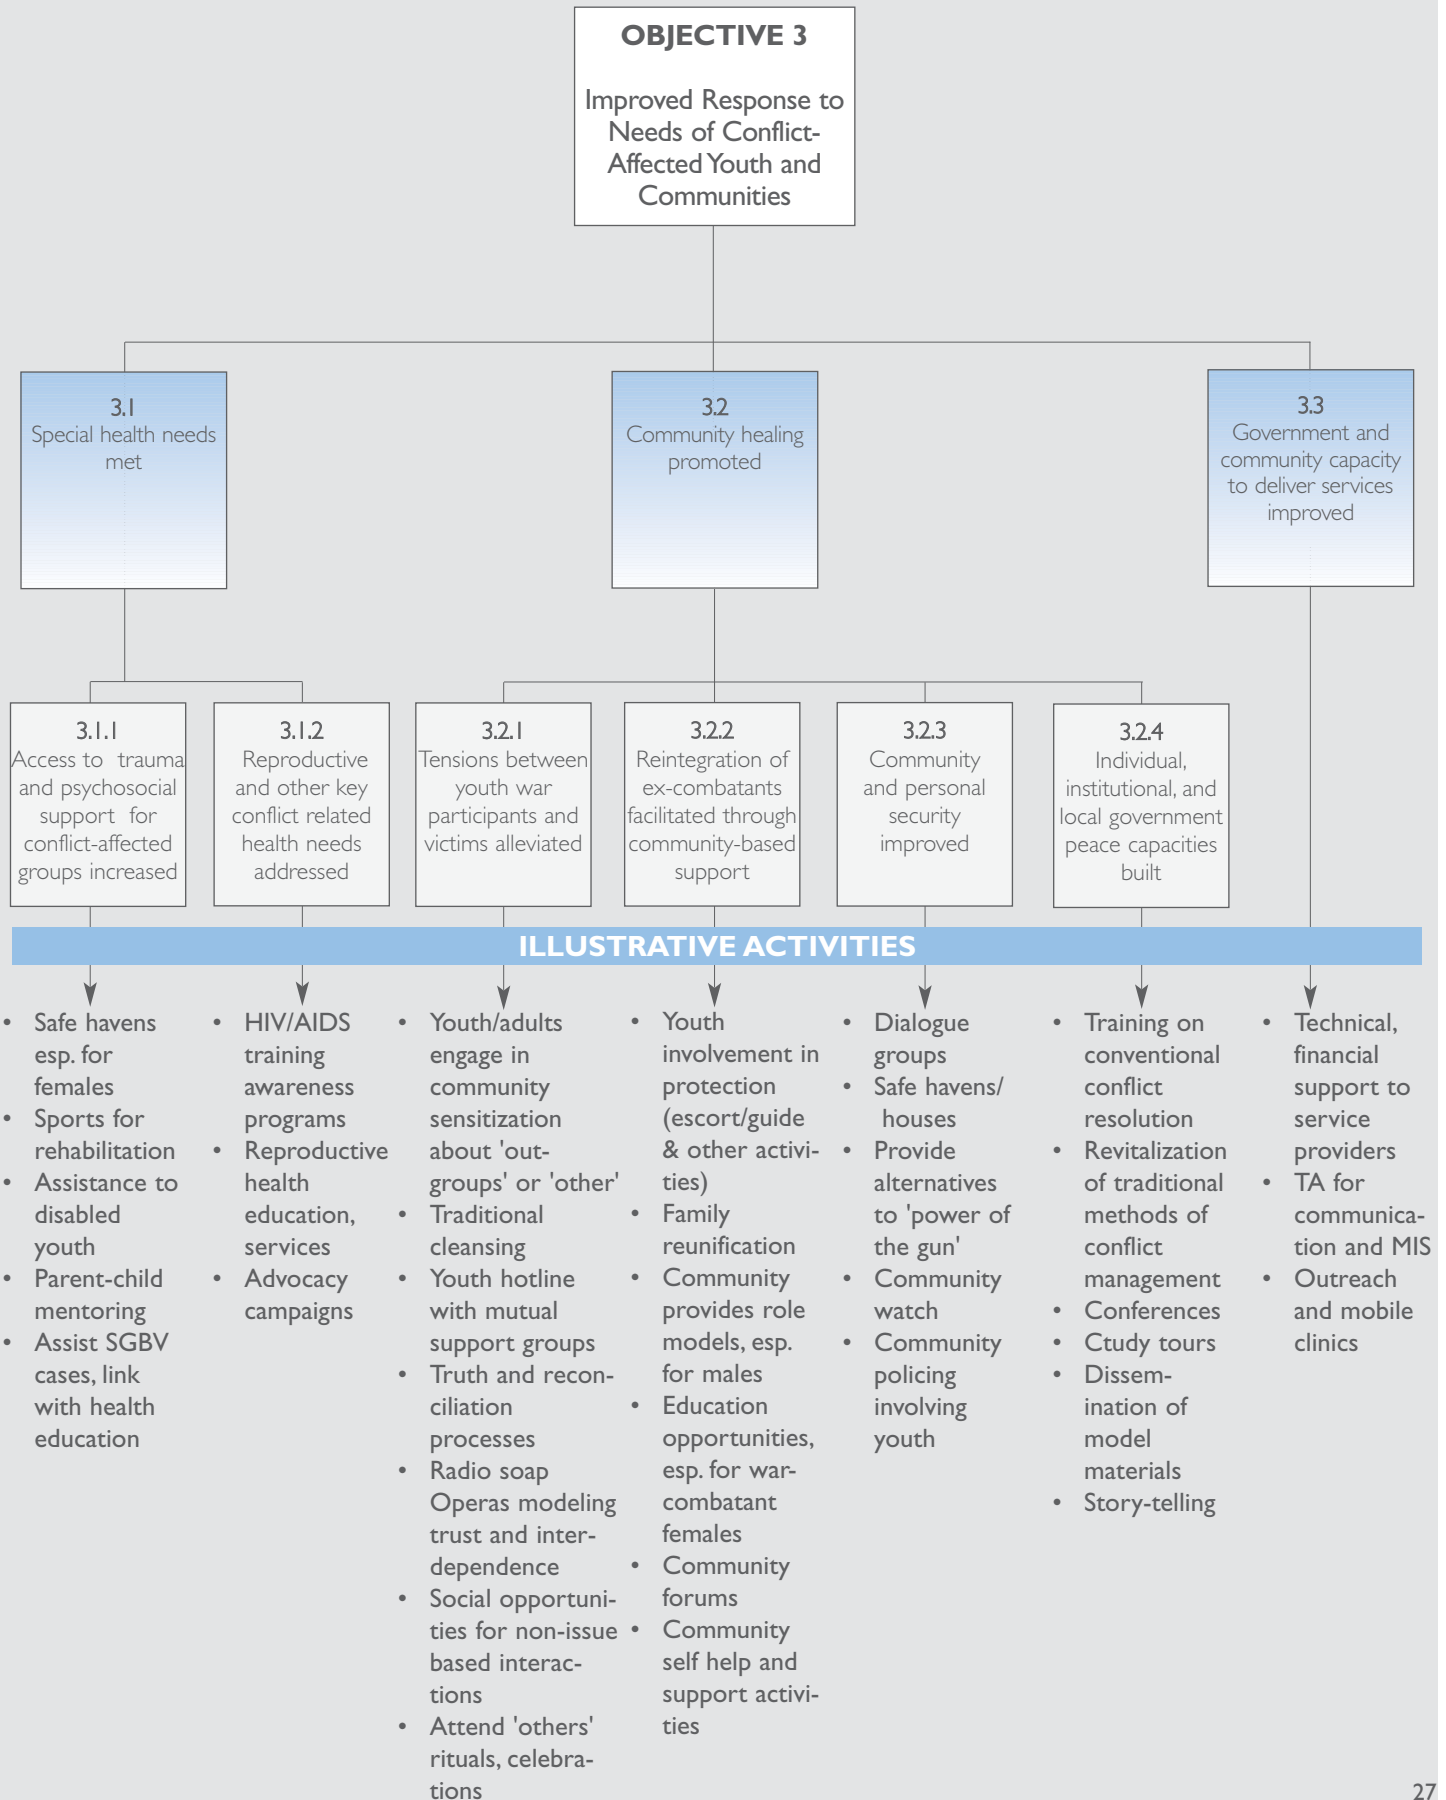 OBJECTIVE 3
Improved Response to
Needs of Conflict-
Affected Youth and
Communities
3.1
Special health needs
met
3.2
Community healing
promoted
3.3
Government and
community capacity
to deliver services
improved
3.1.1
Access to trauma
and psychosocial
support for
conflict-affected
groups increased
3.1.2
Reproductive
and other key
conflict related
health needs
addressed
3.2.1
Tensions between
youth war
participants and
victims alleviated
3.2.2
Reintegration of
ex-combatants
facilitated through
community-based
support
3.2.3
Community
and personal
security
improved
3.2.4
Individual,
institutional, and
local government
peace capacities
built
ILLUSTRATIVE ACTIVITIES
• Safe havens
esp. for
females
• Sports for
rehabilitation
• Assistance to
disabled
youth
• Parent-child
mentoring
• Assist SGBV
cases, link
with health
education
• HIV/AIDS
training
awareness
programs
• Reproductive
health
education,
services
• Advocacy
campaigns
• Youth/adults
engage in
community
sensitization
about 'out-
groups' or 'other'
• Traditional
cleansing
• Youth hotline
with mutual
support groups
• Truth and recon-
ciliation
processes
• Radio soap
Operas modeling
trust and inter-
dependence
• Social opportuni-
ties for non-issue
based interac-
tions
• Attend 'others'
rituals, celebra-
tions
• Youth
involvement in
protection
(escort/guide
& other activi-
ties)
• Family
reunification
• Community
provides role
models, esp.
for males
• Education
opportunities,
esp. for war-
combatant
females
• Community
forums
• Community
self help and
support activi-
ties
• Dialogue
groups
• Safe havens/
houses
• Provide
alternatives
to 'power of
the gun'
• Community
watch
• Community
policing
involving
youth
• Training on
conventional
conflict
resolution
• Revitalization
of traditional
methods of
conflict
management
• Conferences
• Ctudy tours
• Dissem-
ination of
model
materials
• Story-telling
• Technical,
financial
support to
service
providers
• TA for
communica-
tion and MIS
• Outreach
and mobile
clinics
27